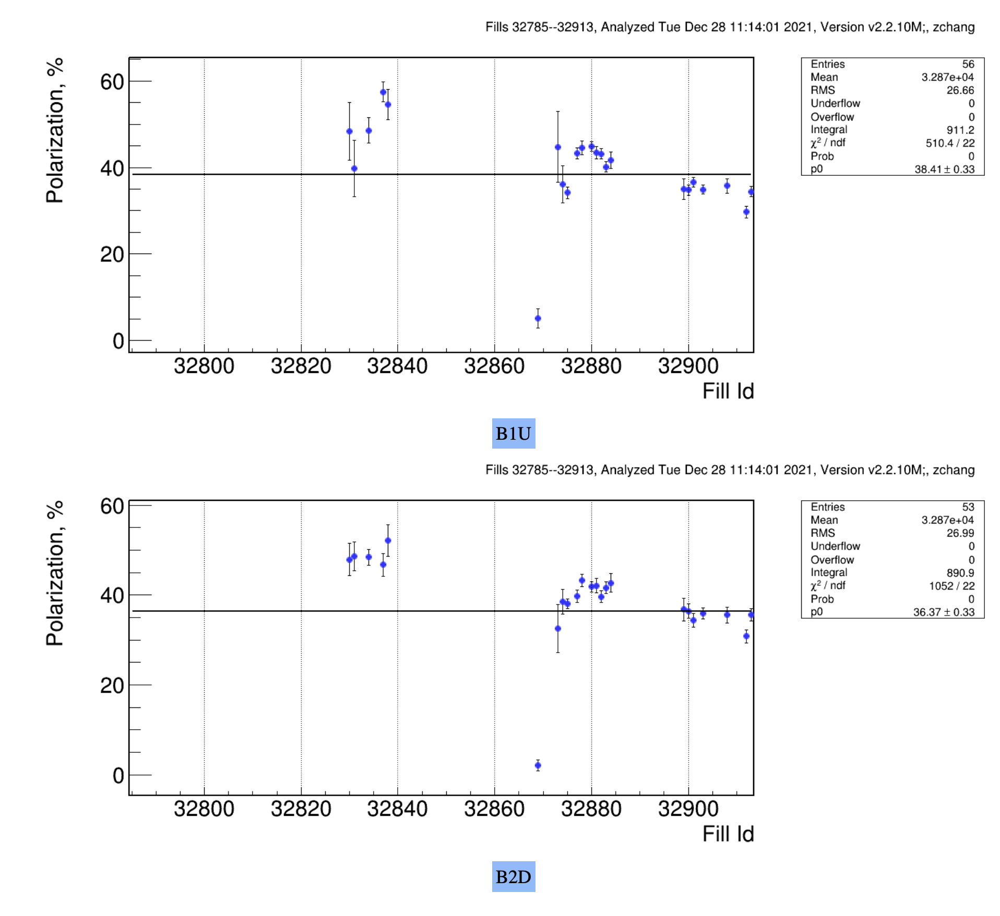 Fills 32785--32913, Analyzed Tue Dec 28 11:14:01 2021, Version v2.2.10M;, zchang
Polarization, %
60
40
20
0
32800 32820 32840 32860 32880 32900
Fill Id
Entries 56
Mean 3.287e+04
RMS 26.66
Underflow 0
Overflow 0
Integral 911.2
χ² / ndf 510.4 / 22
Prob 0
p0 38.41 ± 0.33
B1U
Fills 32785--32913, Analyzed Tue Dec 28 11:14:01 2021, Version v2.2.10M;, zchang
Polarization, %
60
40
20
0
32800 32820 32840 32860 32880 32900
Fill Id
Entries 53
Mean 3.287e+04
RMS 26.99
Underflow 0
Overflow 0
Integral 890.9
χ² / ndf 1052 / 22
Prob 0
p0 36.37 ± 0.33
B2D